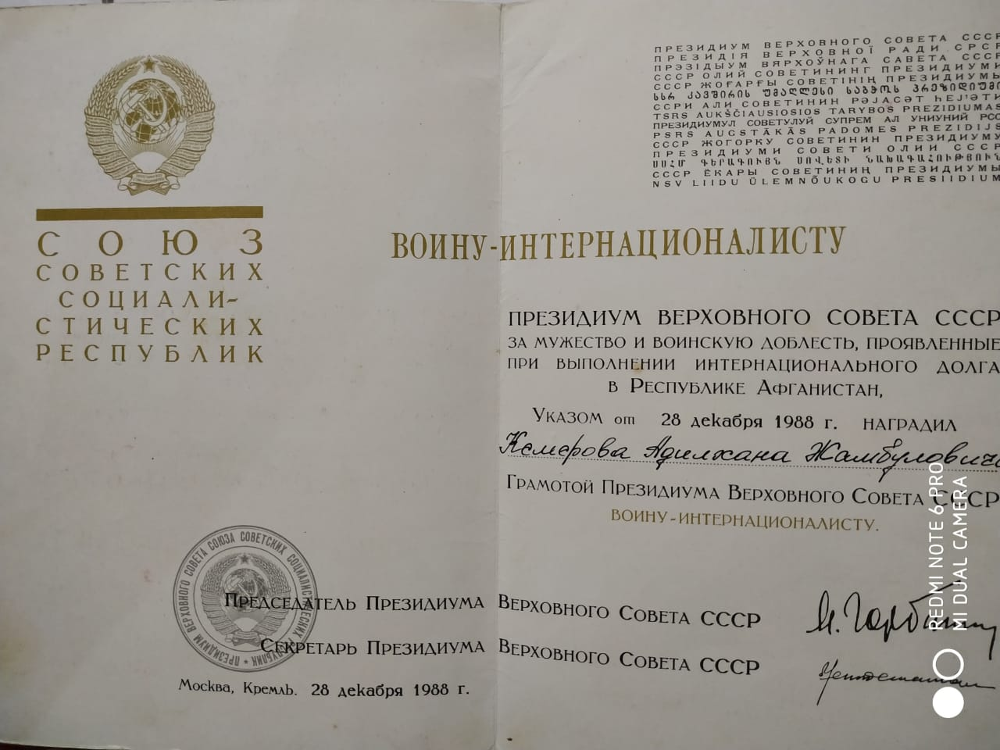 СОЮЗ
СОВЕТСКИХ
СОЦИАЛИ-
СТИЧЕСКИХ
РЕСПУБЛИК
ПРЕЗИДИУМ ВЕРХОВНОГО СОВЕТА СССР
ПРЕЗИДІЯ ВЕРХОВНОЇ РАДИ СРСР
ПРЭЗІДЫУМ ВЯРХОЎНАГА САВЕТА СССР
СССР ОЛИЙ СОВЕТИНИНГ ПРЕЗИДИУМИ
СССР ЖОҒАРҒЫ СОВЕТІНІҢ ПРЕЗИДИУМЫ
სსრ კავშირის უმაღლესი საბჭოს პრეზიდიუმი
ССРИ АЛИ СОВЕТИНИН РӘЈАСӘТ ҺЕЈ'ӘТИ
TSRS AUKŠČIAUSIOSIOS TARYBOS PREZIDIUMAS
ПРЕЗИДИУМУЛ СОВЕТУЛУЙ СУПРЕМ АЛ УНИУНИЙ РСС
PSRS AUGSTĀKĀS PADOMES PREZIDIJS
СССР ЖОГОРКУ СОВЕТИНИН ПРЕЗИДИУМУ
ПРЕЗИДИУМИ СОВЕТИ ОЛИИ СССР
ՍՍՀՄ ԳԵՐԱԳՈՒՅՆ ՍՈՎԵՏԻ ՆԱԽԱԳԱՀՈՒԹՅՈՒՆ
СССР ЁКАРЫ СОВЕТИНИҢ ПРЕЗИДИУМЫ
NSV LIIDU ÜLEMNÕUKOGU PRESIIDIUM
ВОИНУ-ИНТЕРНАЦИОНАЛИСТУ
ПРЕЗИДИУМ ВЕРХОВНОГО СОВЕТА СССР
ЗА МУЖЕСТВО И ВОИНСКУЮ ДОБЛЕСТЬ, ПРОЯВЛЕННЫЕ
ПРИ ВЫПОЛНЕНИИ ИНТЕРНАЦИОНАЛЬНОГО ДОЛГА
В РЕСПУБЛИКЕ АФГАНИСТАН,
УКАЗОМ от 28 декабря 1988 г. НАГРАДИЛ
Кемерова Адилхана Жамбуловича
ГРАМОТОЙ ПРЕЗИДИУМА ВЕРХОВНОГО СОВЕТА СССР
ВОИНУ-ИНТЕРНАЦИОНАЛИСТУ.
ПРЕЗИДИУМ ВЕРХОВНОГО СОВЕТА СОЮЗА СОВЕТСКИХ СОЦИАЛИСТИЧЕСКИХ РЕСПУБЛИК
ПРЕДСЕДАТЕЛЬ ПРЕЗИДИУМА ВЕРХОВНОГО СОВЕТА СССР
СЕКРЕТАРЬ ПРЕЗИДИУМА ВЕРХОВНОГО СОВЕТА СССР
МОСКВА, КРЕМЛЬ. 28 декабря 1988 г.
REDMI NOTE 6 PRO
MI DUAL CAMERA